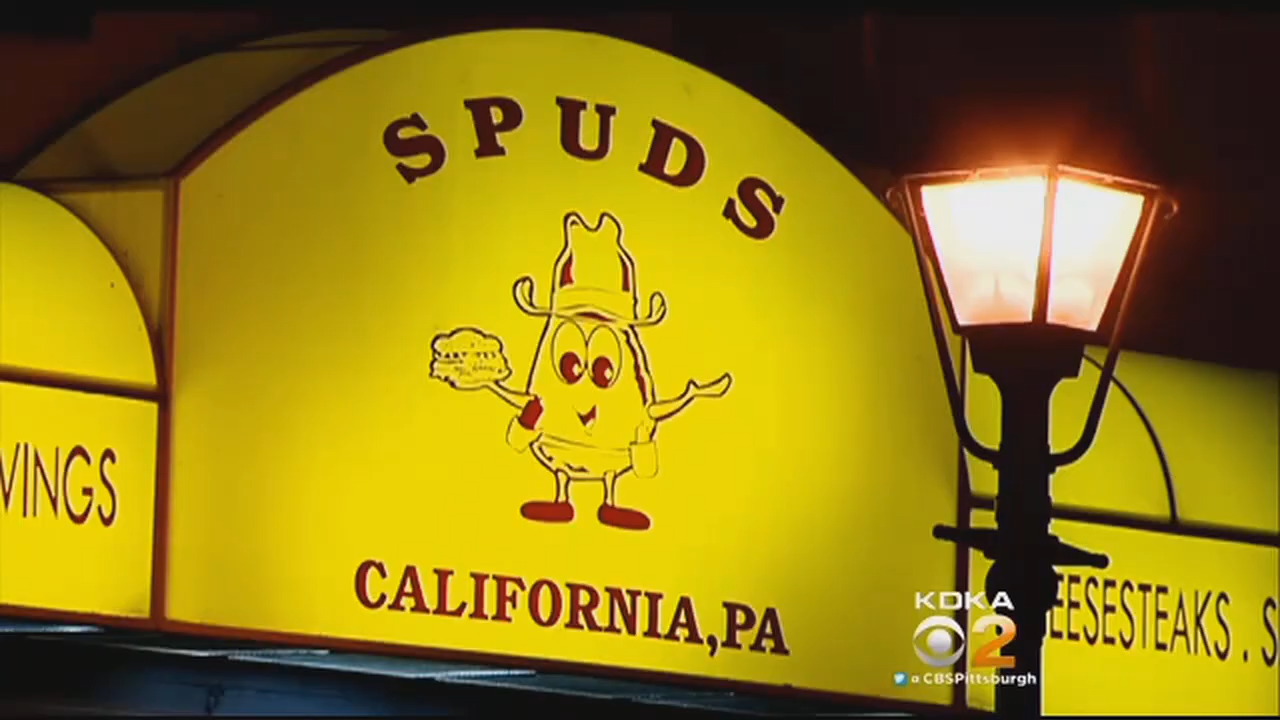 SPUDS
CALIFORNIA, PA
WINGS
EESESTEAKS . S
KDKA
2
@CBSPittsburgh